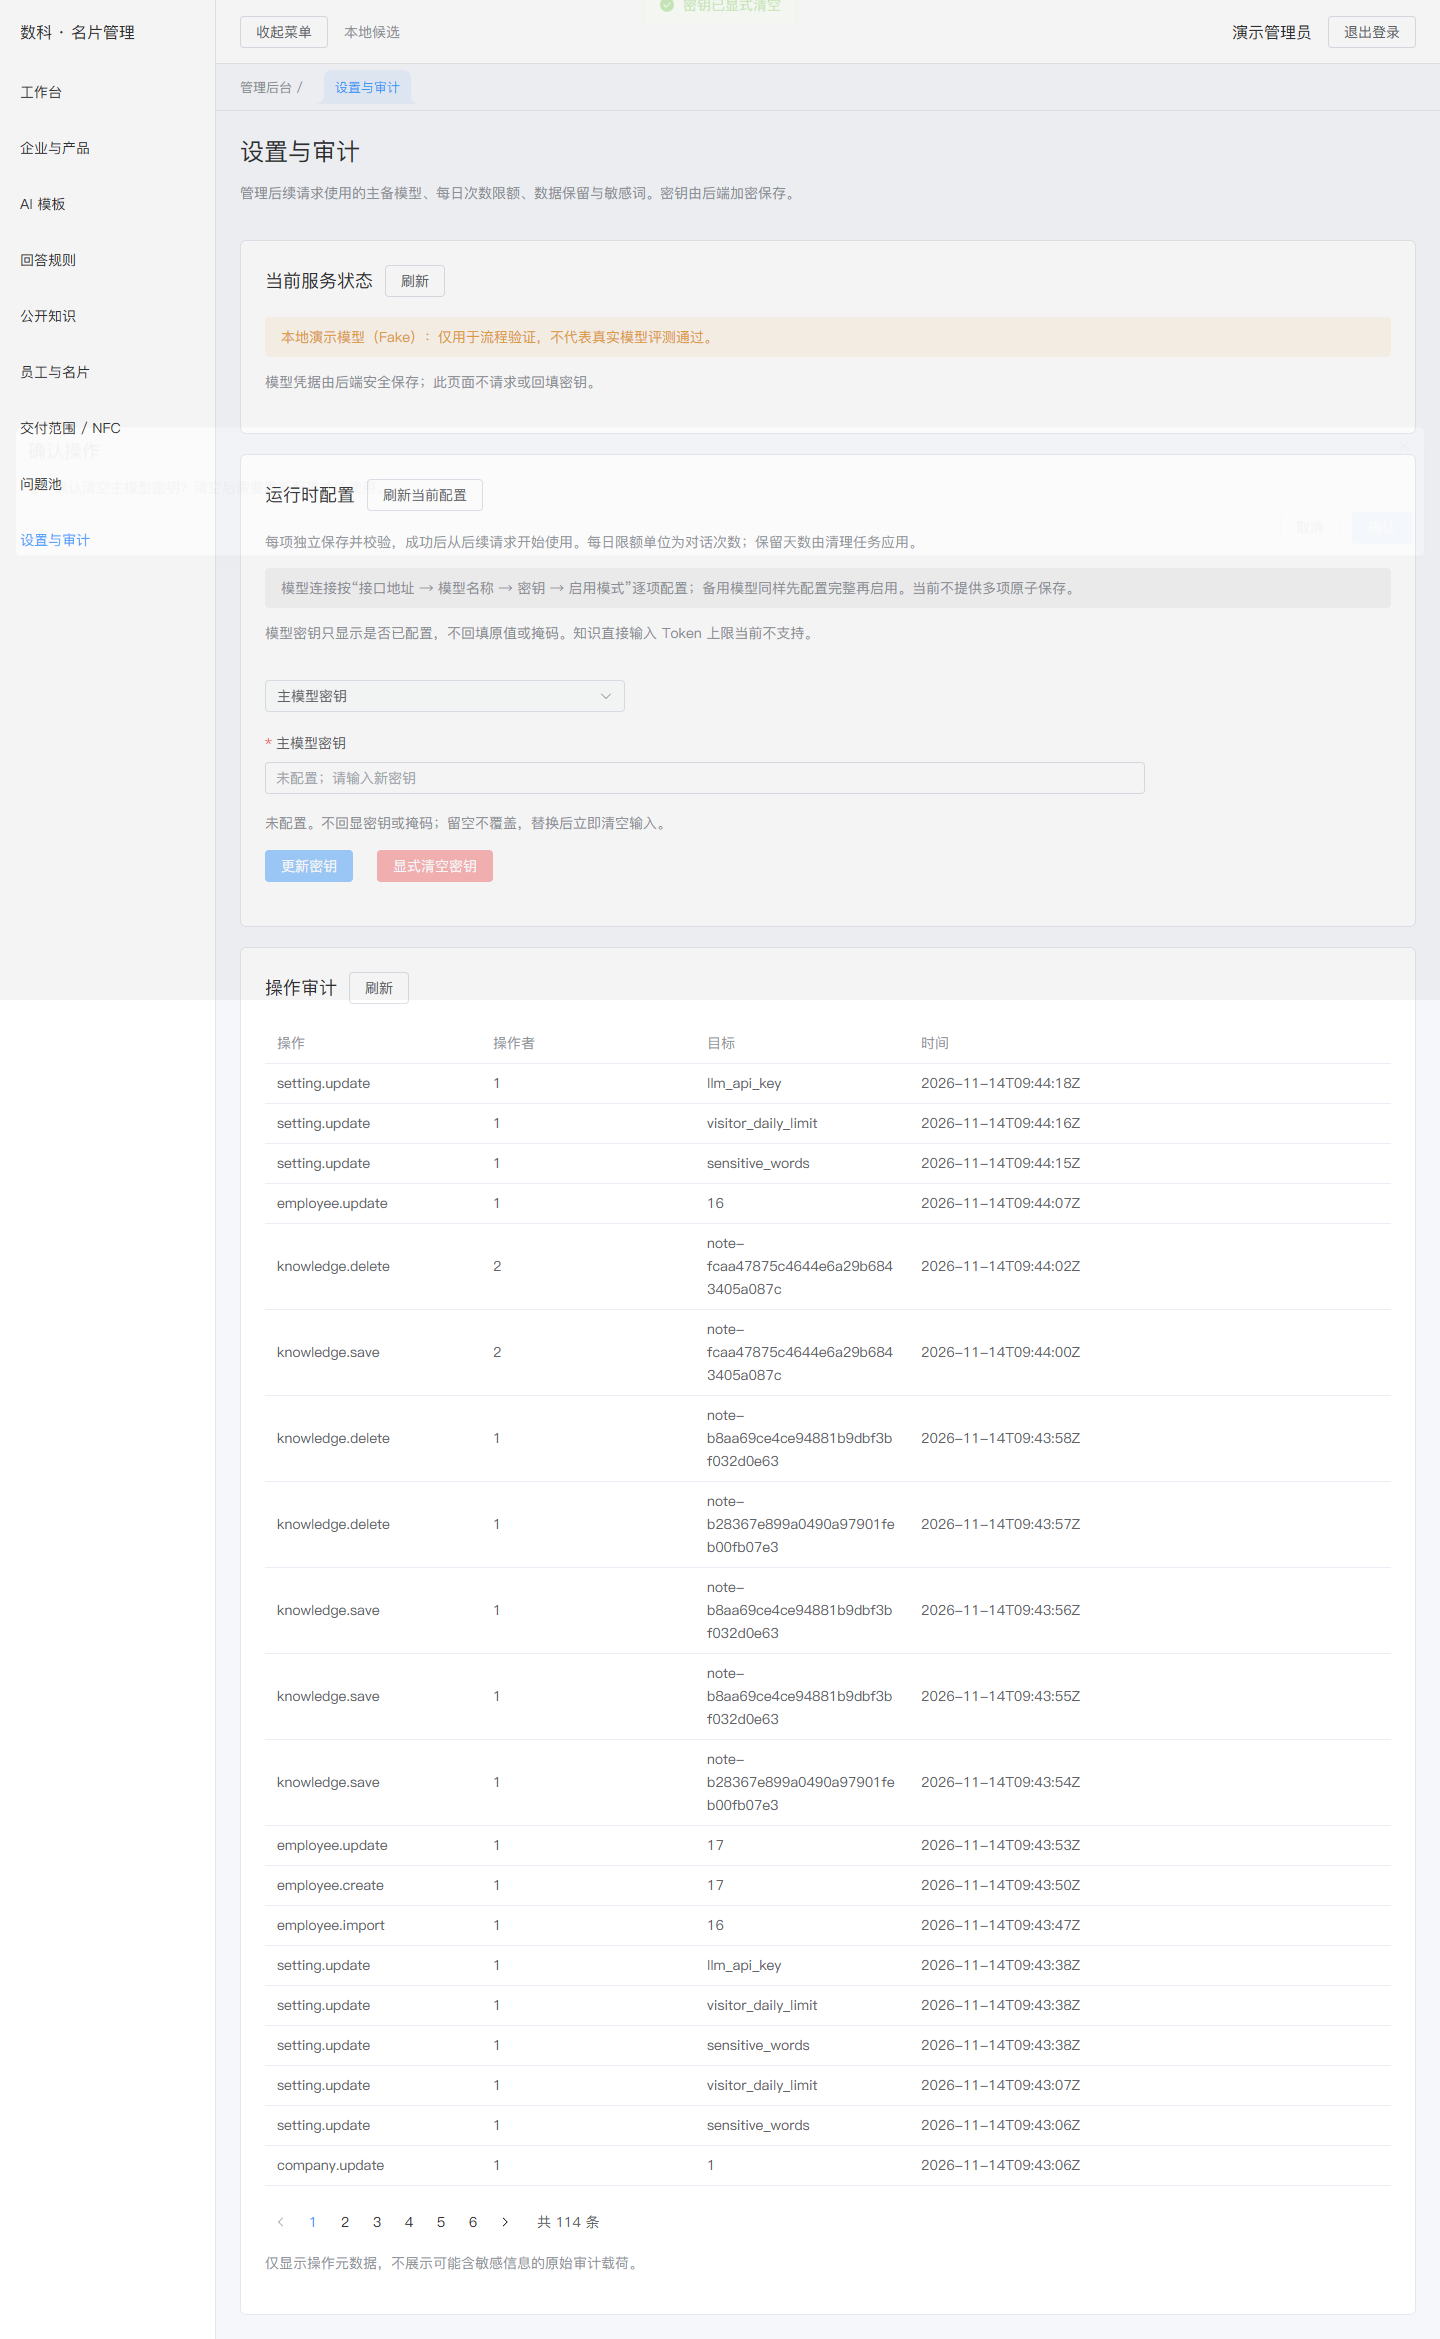 数科 · 名片管理
工作台
企业与产品
AI 模板
回答规则
公开知识
员工与名片
交付范围 / NFC
问题池
设置与审计
密钥已显式清空
收起菜单
本地候选
演示管理员
退出登录
管理后台 /
设置与审计
设置与审计
管理后续请求使用的主备模型、每日次数限额、数据保留与敏感词。密钥由后端加密保存。
当前服务状态
刷新
本地演示模型（Fake）：仅用于流程验证，不代表真实模型评测通过。
模型凭据由后端安全保存；此页面不请求或回填密钥。
确认操作
取消
运行时配置
刷新当前配置
每项独立保存并校验，成功后从后续请求开始使用。每日限额单位为对话次数；保留天数由清理任务应用。
模型连接按“接口地址 → 模型名称 → 密钥 → 启用模式”逐项配置；备用模型同样先配置完整再启用。当前不提供多项原子保存。
模型密钥只显示是否已配置，不回填原值或掩码。知识直接输入 Token 上限当前不支持。
主模型密钥
* 主模型密钥
未配置；请输入新密钥
未配置。不回显密钥或掩码；留空不覆盖，替换后立即清空输入。
更新密钥
显式清空密钥
操作审计
刷新
操作 操作者 目标 时间
setting.update 1 llm_api_key 2026-11-14T09:44:18Z
setting.update 1 visitor_daily_limit 2026-11-14T09:44:16Z
setting.update 1 sensitive_words 2026-11-14T09:44:15Z
employee.update 1 16 2026-11-14T09:44:07Z
knowledge.delete 2 note-
fcaa47875c4644e6a29b684
3405a087c 2026-11-14T09:44:02Z
knowledge.save 2 note-
fcaa47875c4644e6a29b684
3405a087c 2026-11-14T09:44:00Z
knowledge.delete 1 note-
b8aa69ce4ce94881b9dbf3b
f032d0e63 2026-11-14T09:43:58Z
knowledge.delete 1 note-
b28367e899a0490a97901fe
b00fb07e3 2026-11-14T09:43:57Z
knowledge.save 1 note-
b8aa69ce4ce94881b9dbf3b
f032d0e63 2026-11-14T09:43:56Z
knowledge.save 1 note-
b8aa69ce4ce94881b9dbf3b
f032d0e63 2026-11-14T09:43:55Z
knowledge.save 1 note-
b28367e899a0490a97901fe
b00fb07e3 2026-11-14T09:43:54Z
employee.update 1 17 2026-11-14T09:43:53Z
employee.create 1 17 2026-11-14T09:43:50Z
employee.import 1 16 2026-11-14T09:43:47Z
setting.update 1 llm_api_key 2026-11-14T09:43:38Z
setting.update 1 visitor_daily_limit 2026-11-14T09:43:38Z
setting.update 1 sensitive_words 2026-11-14T09:43:38Z
setting.update 1 visitor_daily_limit 2026-11-14T09:43:07Z
setting.update 1 sensitive_words 2026-11-14T09:43:06Z
company.update 1 1 2026-11-14T09:43:06Z
1 2 3 4 5 6 共 114 条
仅显示操作元数据，不展示可能含敏感信息的原始审计载荷。